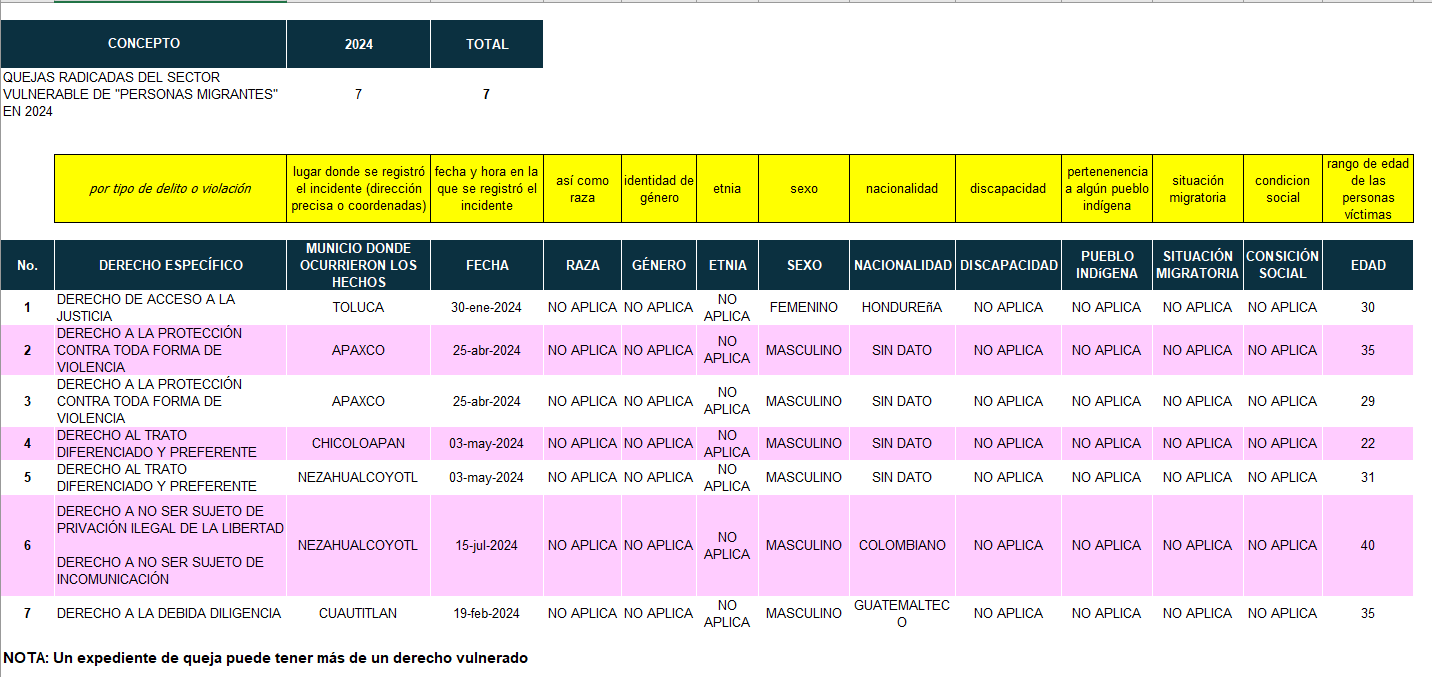 CONCEPTO 2024 TOTAL
QUEJAS RADICADAS DEL SECTOR
VULNERABLE DE "PERSONAS MIGRANTES" 7 7
EN 2024
por tipo de delito o violación
lugar donde se registró
el incidente (dirección
precisa o coordenadas)
fecha y hora en la
que se registró el
incidente
así como
raza
identidad de
género
etnia
sexo
nacionalidad
discapacidad
pertenenencia
a algún pueblo
indígena
situación
migratoria
condicion
social
rango de edad
de las
personas
víctimas
No.
DERECHO ESPECÍFICO
MUNICIO DONDE
OCURRIERON LOS
HECHOS
FECHA
RAZA
GÉNERO
ETNIA
SEXO
NACIONALIDAD
DISCAPACIDAD
PUEBLO
INDíGENA
SITUACIÓN
MIGRATORIA
CONSICIÓN
SOCIAL
EDAD
1
DERECHO DE ACCESO A LA
JUSTICIA
TOLUCA
30-ene-2024
NO APLICA
NO APLICA
NO
APLICA
FEMENINO
HONDUREñA
NO APLICA
NO APLICA
NO APLICA
NO APLICA
30
2
DERECHO A LA PROTECCIÓN
CONTRA TODA FORMA DE
VIOLENCIA
APAXCO
25-abr-2024
NO APLICA
NO APLICA
NO
APLICA
MASCULINO
SIN DATO
NO APLICA
NO APLICA
NO APLICA
NO APLICA
35
3
DERECHO A LA PROTECCIÓN
CONTRA TODA FORMA DE
VIOLENCIA
APAXCO
25-abr-2024
NO APLICA
NO APLICA
NO
APLICA
MASCULINO
SIN DATO
NO APLICA
NO APLICA
NO APLICA
NO APLICA
29
4
DERECHO AL TRATO
DIFERENCIADO Y PREFERENTE
CHICOLOAPAN
03-may-2024
NO APLICA
NO APLICA
NO
APLICA
MASCULINO
SIN DATO
NO APLICA
NO APLICA
NO APLICA
NO APLICA
22
5
DERECHO AL TRATO
DIFERENCIADO Y PREFERENTE
NEZAHUALCOYOTL
03-may-2024
NO APLICA
NO APLICA
NO
APLICA
MASCULINO
SIN DATO
NO APLICA
NO APLICA
NO APLICA
NO APLICA
31
6
DERECHO A NO SER SUJETO DE
PRIVACIÓN ILEGAL DE LA LIBERTAD
DERECHO A NO SER SUJETO DE
INCOMUNICACIÓN
NEZAHUALCOYOTL
15-jul-2024
NO APLICA
NO APLICA
NO
APLICA
MASCULINO
COLOMBIANO
NO APLICA
NO APLICA
NO APLICA
NO APLICA
40
7
DERECHO A LA DEBIDA DILIGENCIA
CUAUTITLAN
19-feb-2024
NO APLICA
NO APLICA
NO
APLICA
MASCULINO
GUATEMALTEC
O
NO APLICA
NO APLICA
NO APLICA
NO APLICA
35
NOTA: Un expediente de queja puede tener más de un derecho vulnerado